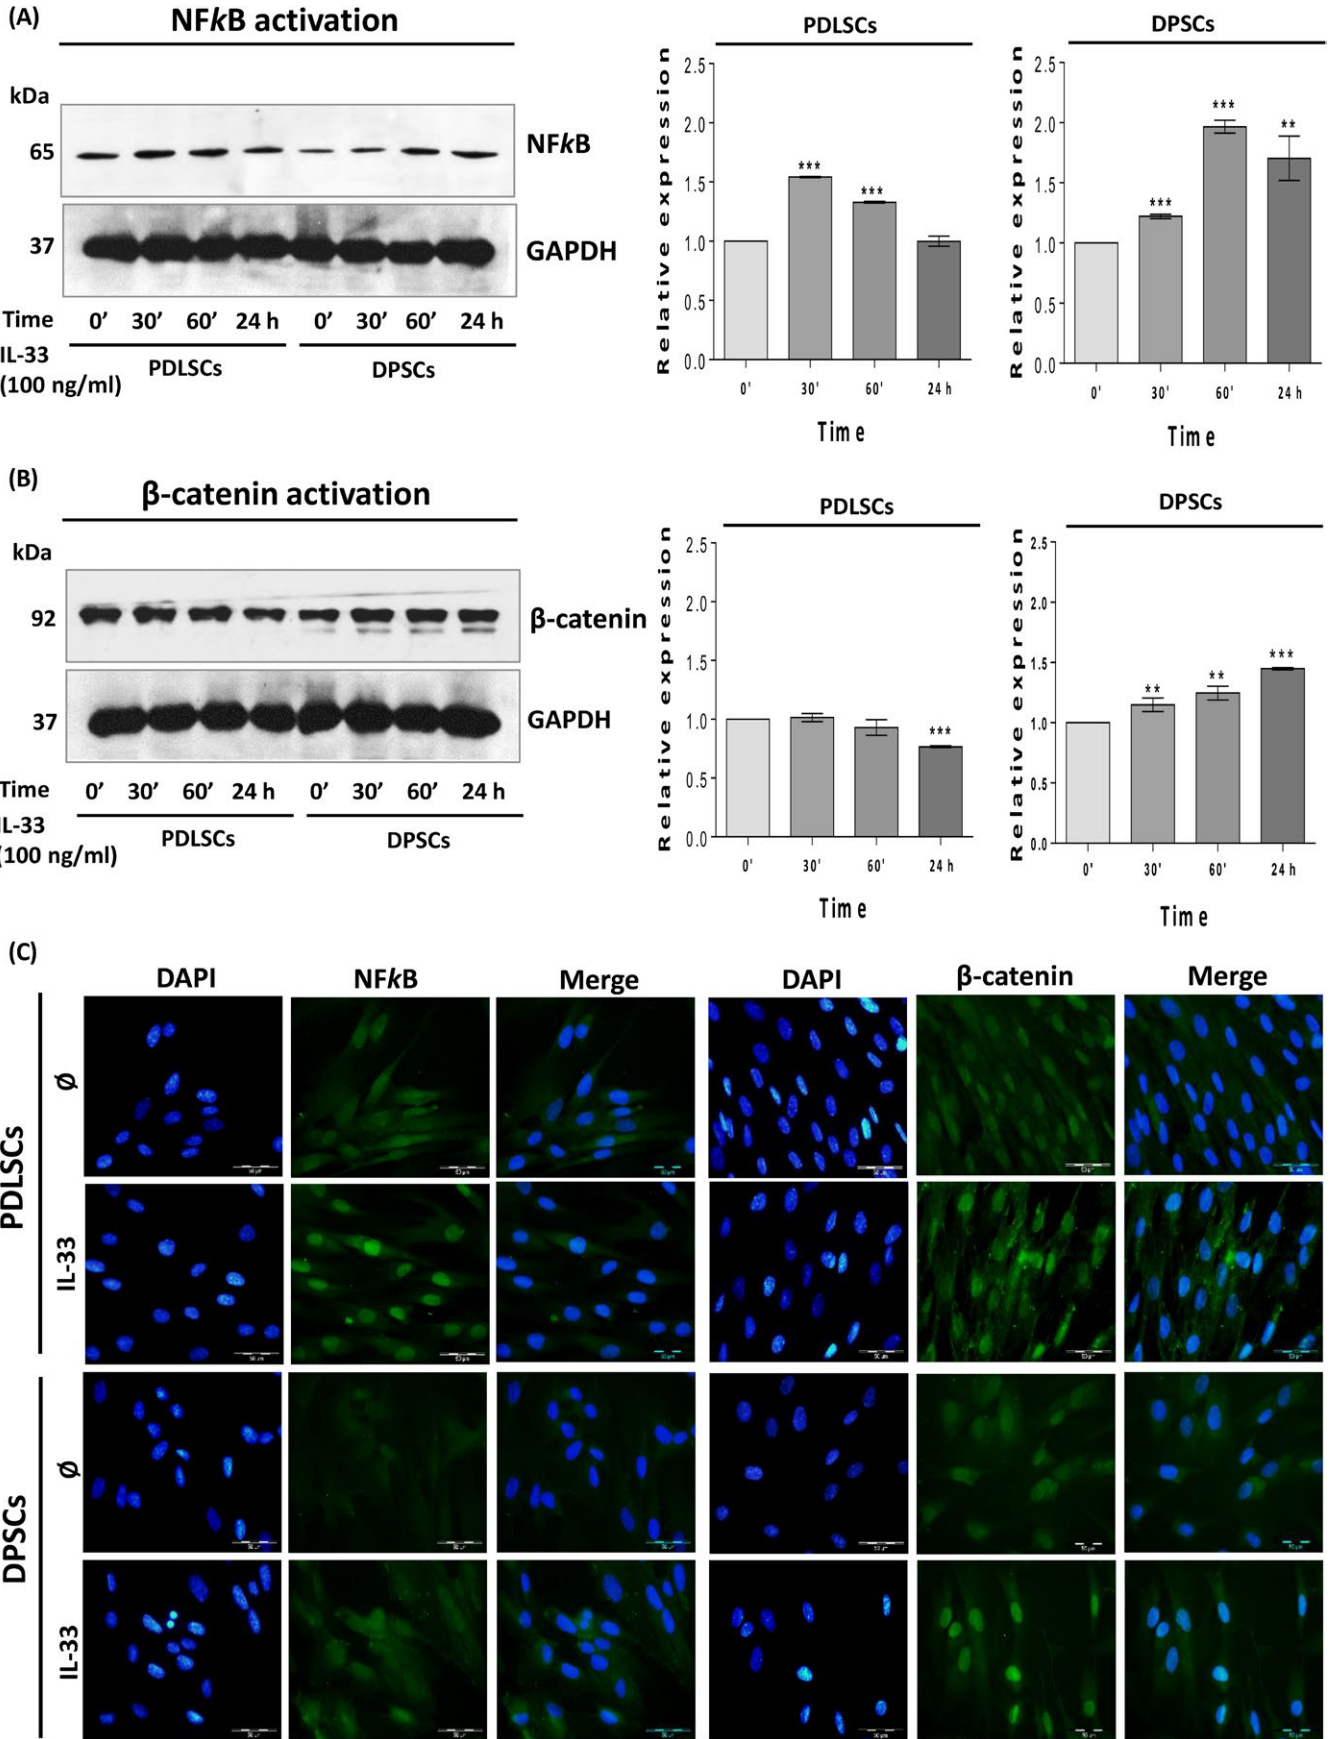 (A)
NFkB activation
kDa
65
NFkB
37
GAPDH
Time 0’ 30’ 60’ 24 h 0’ 30’ 60’ 24 h
IL-33
(100 ng/ml)
PDLSCs DPSCs
PDLSCs
Relative expression
2.5
2.0
1.5
1.0
0.5
0.0
***
***
0' 30' 60' 24 h
Time
DPSCs
Relative expression
2.5
2.0
1.5
1.0
0.5
0.0
***
***
**
0' 30' 60' 24 h
Time
(B)
β-catenin activation
kDa
92
β-catenin
37
GAPDH
Time 0’ 30’ 60’ 24 h 0’ 30’ 60’ 24 h
IL-33
(100 ng/ml)
PDLSCs DPSCs
PDLSCs
Relative expression
2.5
2.0
1.5
1.0
0.5
0.0
***
0' 30' 60' 24 h
Time
DPSCs
Relative expression
2.5
2.0
1.5
1.0
0.5
0.0
**
**
***
0' 30' 60' 24 h
Time
(C)
DAPI NFkB Merge DAPI β-catenin Merge
PDLSCs
Ø
IL-33
DPSCs
Ø
IL-33